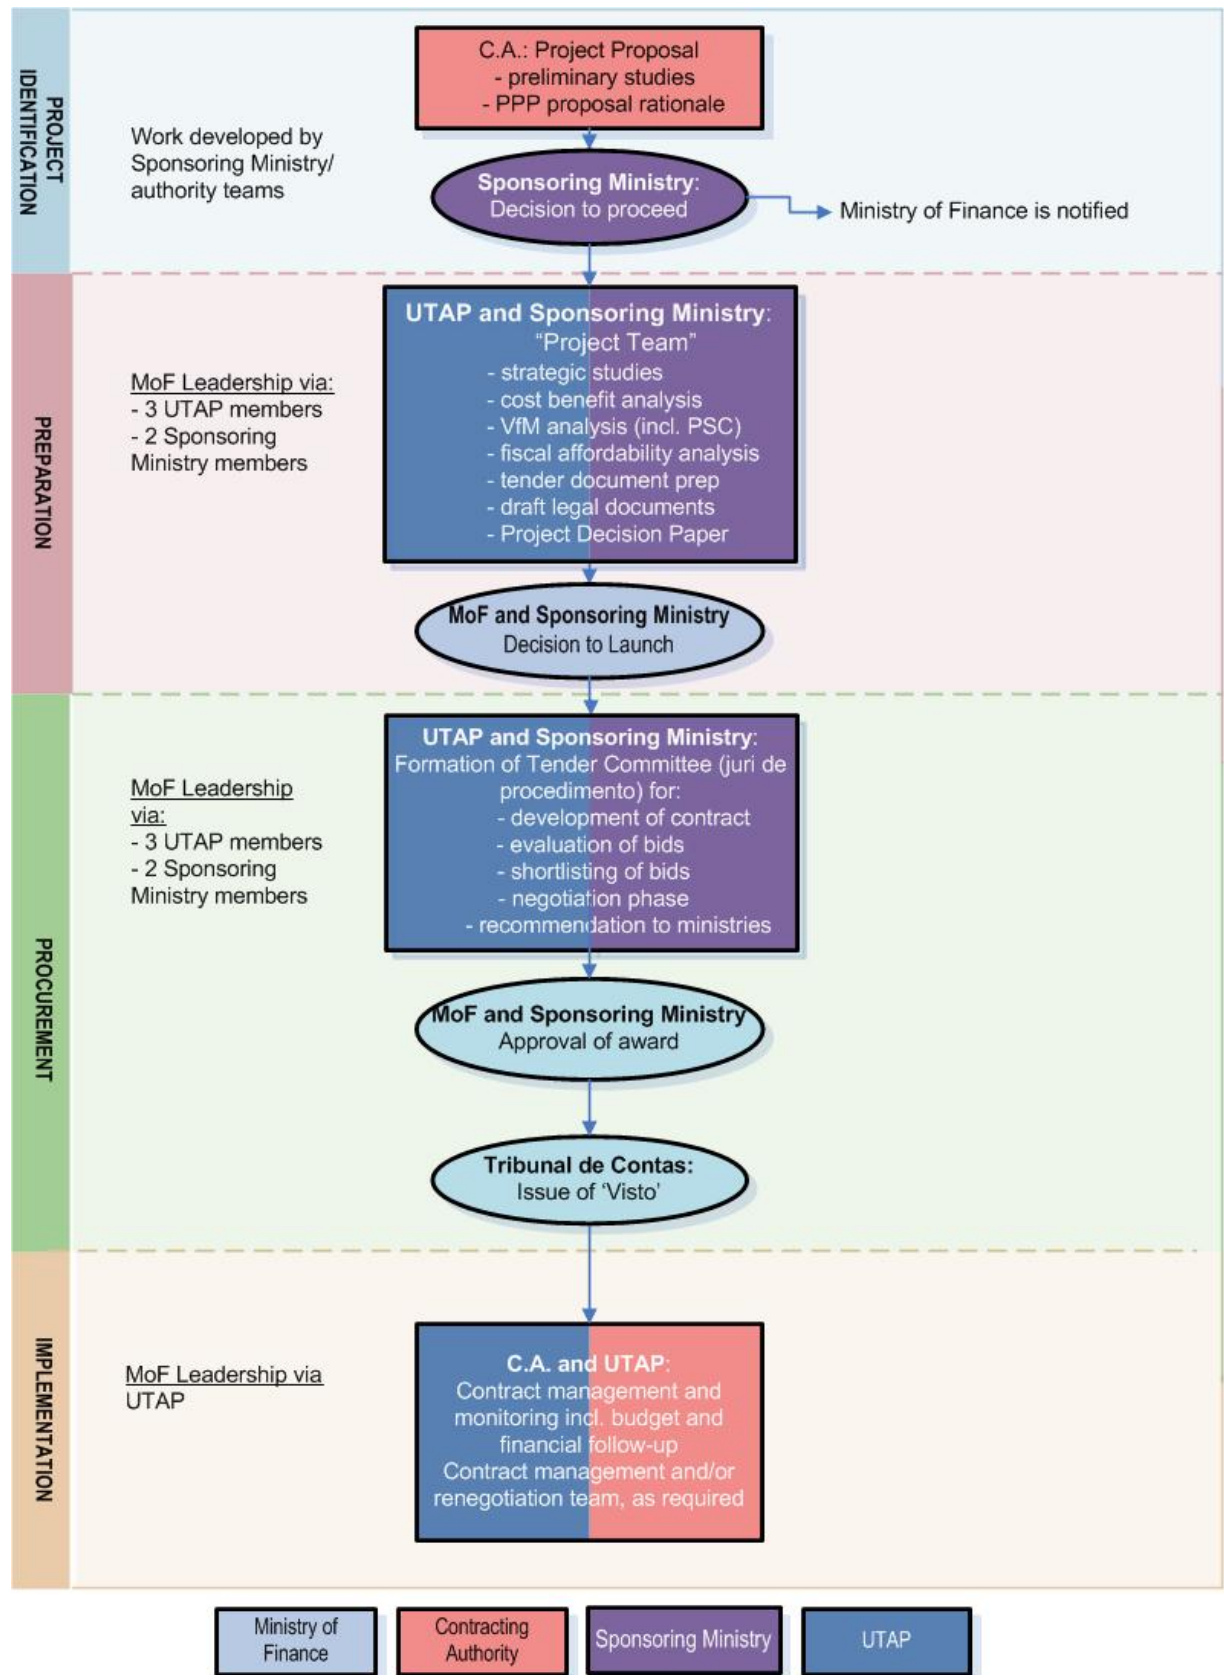 PROJECT
IDENTIFICATION
Work developed by
Sponsoring Ministry/
authority teams
C.A.: Project Proposal
- preliminary studies
- PPP proposal rationale
Sponsoring Ministry:
Decision to proceed
Ministry of Finance is notified
PREPARATION
MoF Leadership via:
- 3 UTAP members
- 2 Sponsoring
Ministry members
UTAP and Sponsoring Ministry:
“Project Team”
- strategic studies
- cost benefit analysis
- VfM analysis (incl. PSC)
- fiscal affordability analysis
- tender document prep
- draft legal documents
- Project Decision Paper
MoF and Sponsoring Ministry
Decision to Launch
PROCUREMENT
MoF Leadership
via:
- 3 UTAP members
- 2 Sponsoring
Ministry members
UTAP and Sponsoring Ministry:
Formation of Tender Committee (juri de
procedimento) for:
- development of contract
- evaluation of bids
- shortlisting of bids
- negotiation phase
- recommendation to ministries
MoF and Sponsoring Ministry
Approval of award
Tribunal de Contas:
Issue of ‘Visto’
IMPLEMENTATION
MoF Leadership via
UTAP
C.A. and UTAP:
Contract management and
monitoring incl. budget and
financial follow-up
Contract management and/or
renegotiation team, as required
Ministry of
Finance
Contracting
Authority
Sponsoring Ministry
UTAP